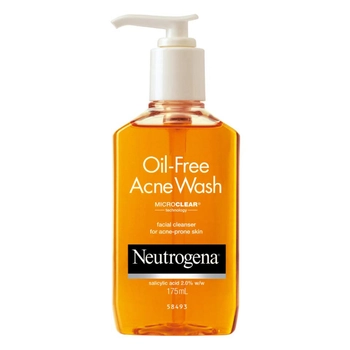 Oil-Free
Acne Wash
MICROCLEAR®
technology
facial cleanser
for acne-prone skin
Neutrogena®
salicylic acid 2.0% w/w
175mL
58493